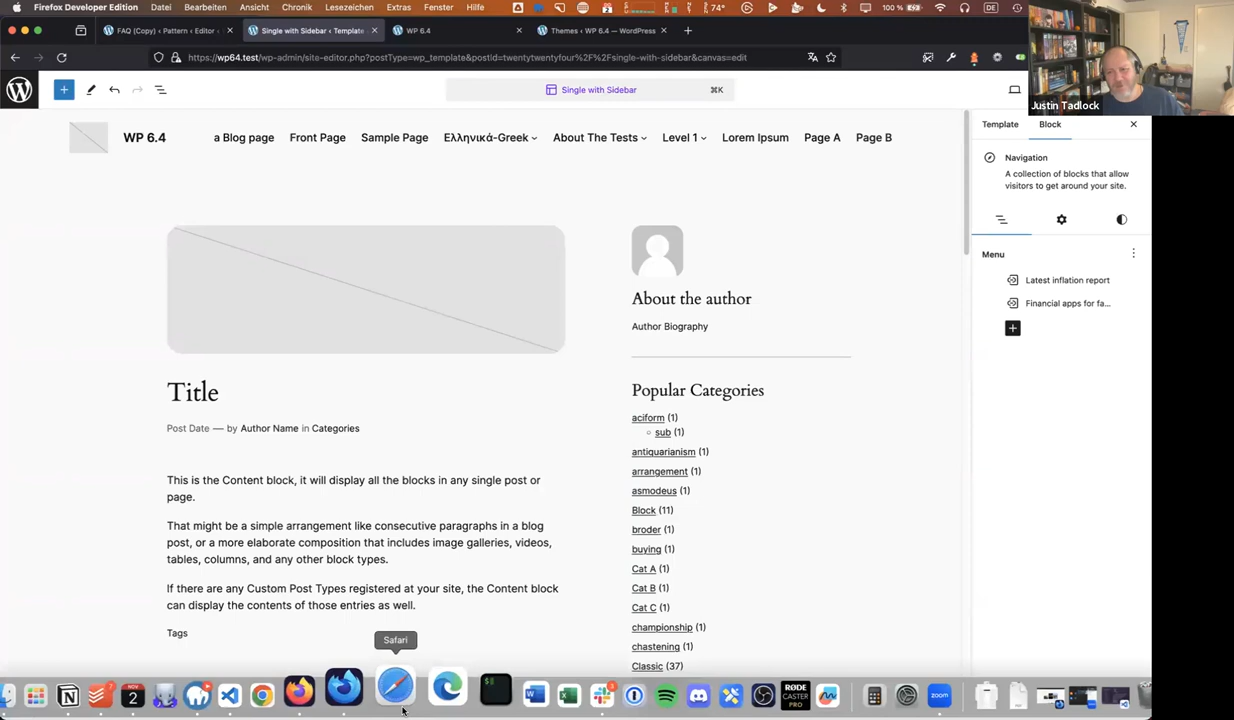 Firefox Developer Edition Datei Bearbeiten Ansicht Chronik Lesezeichen Extras Fenster Hilfe 74° 100 % DE
FAQ (Copy) ‹ Pattern ‹ Editor Single with Sidebar ‹ Template WP 6.4 Themes ‹ WP 6.4 — WordPress
https://wp64.test/wp-admin/site-editor.php?postType=wp_template&postId=twentytwentyfour%2F%2Fsingle-with-sidebar&canvas=edit
Single with Sidebar ⌘K
Justin Tadlock
Template Block
WP 6.4 a Blog page Front Page Sample Page Ελληνικά-Greek About The Tests Level 1 Lorem Ipsum Page A Page B
Navigation
A collection of blocks that allow
visitors to get around your site.
Menu
Latest inflation report
Financial apps for fa...
About the author
Author Biography
Title
Post Date — by Author Name in Categories
This is the Content block, it will display all the blocks in any single post or
page.
That might be a simple arrangement like consecutive paragraphs in a blog
post, or a more elaborate composition that includes image galleries, videos,
tables, columns, and any other block types.
If there are any Custom Post Types registered at your site, the Content block
can display the contents of those entries as well.
Tags
Popular Categories
aciform (1)
sub (1)
antiquarianism (1)
arrangement (1)
asmodeus (1)
Block (11)
broder (1)
buying (1)
Cat A (1)
Cat B (1)
Cat C (1)
championship (1)
chastening (1)
Classic (37)
Safari
2
zoom
RØDE
CASTER
PRO